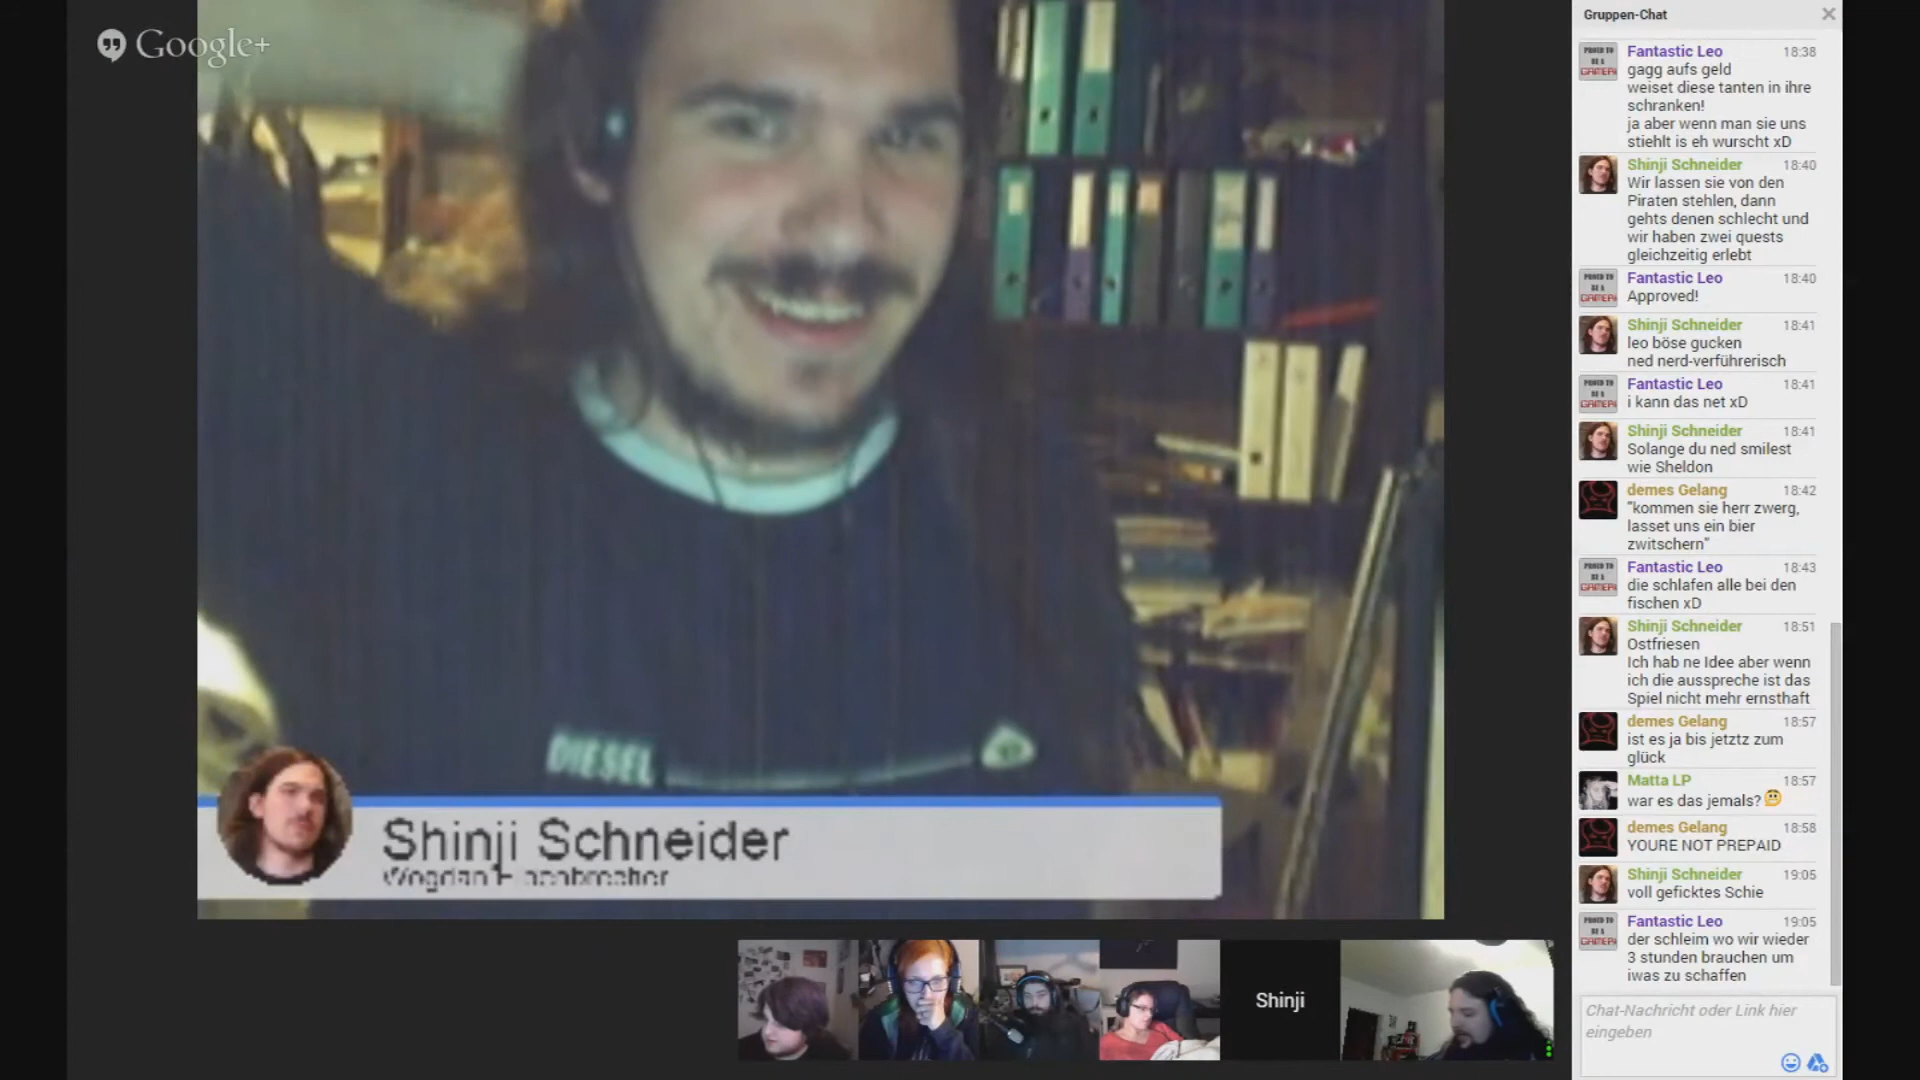 Google+
DIESEL
Shinji Schneider
Shinji
Gruppen-Chat
Fantastic Leo 18:38
gagg aufs geld
weiset diese tanten in ihre
schranken!
ja aber wenn man sie uns
stiehlt is eh wurscht xD
Shinji Schneider 18:40
Wir lassen sie von den
Piraten stehlen, dann
gehts denen schlecht und
wir haben zwei quests
gleichzeitig erlebt
Fantastic Leo 18:40
Approved!
Shinji Schneider 18:41
leo böse gucken
ned nerd-verführerisch
Fantastic Leo 18:41
i kann das net xD
Shinji Schneider 18:41
Solange du ned smilest
wie Sheldon
demes Gelang 18:42
"kommen sie herr zwerg,
lasset uns ein bier
zwitschern"
Fantastic Leo 18:43
die schlafen alle bei den
fischen xD
Shinji Schneider 18:51
Ostfriesen
Ich hab ne Idee aber wenn
ich die ausspreche ist das
Spiel nicht mehr ernsthaft
demes Gelang 18:57
ist es ja bis jetztz zum
glück
Matta LP 18:57
war es das jemals?
demes Gelang 18:58
YOURE NOT PREPAID
Shinji Schneider 19:05
voll geficktes Schie
Fantastic Leo 19:05
der schleim wo wir wieder
3 stunden brauchen um
iwas zu schaffen
Chat-Nachricht oder Link hier
eingeben